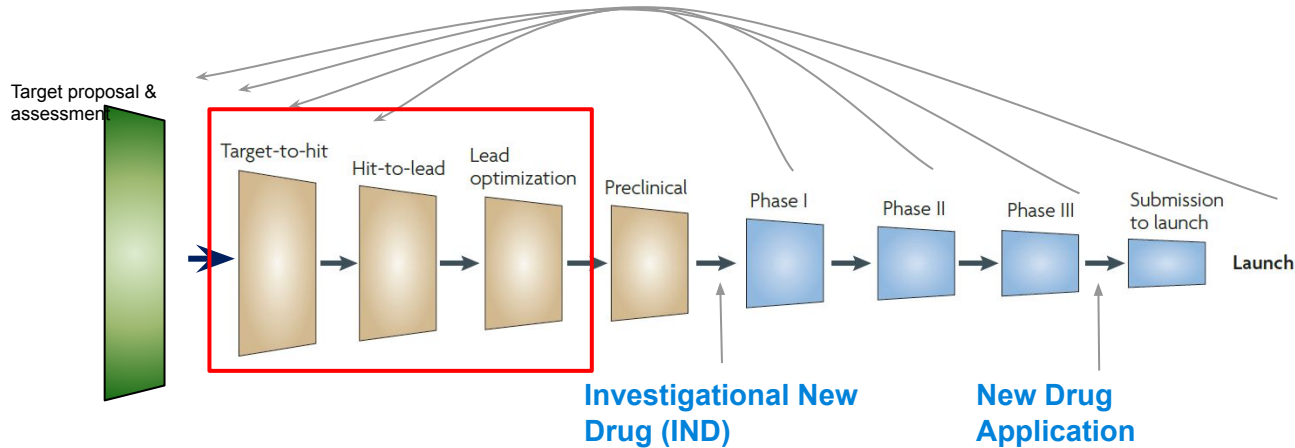 Target proposal &
assessment
Target-to-hit
Hit-to-lead
Lead
optimization
Preclinical
Phase I
Phase II
Phase III
Submission
to launch
Launch
Investigational New
Drug (IND)
New Drug
Application